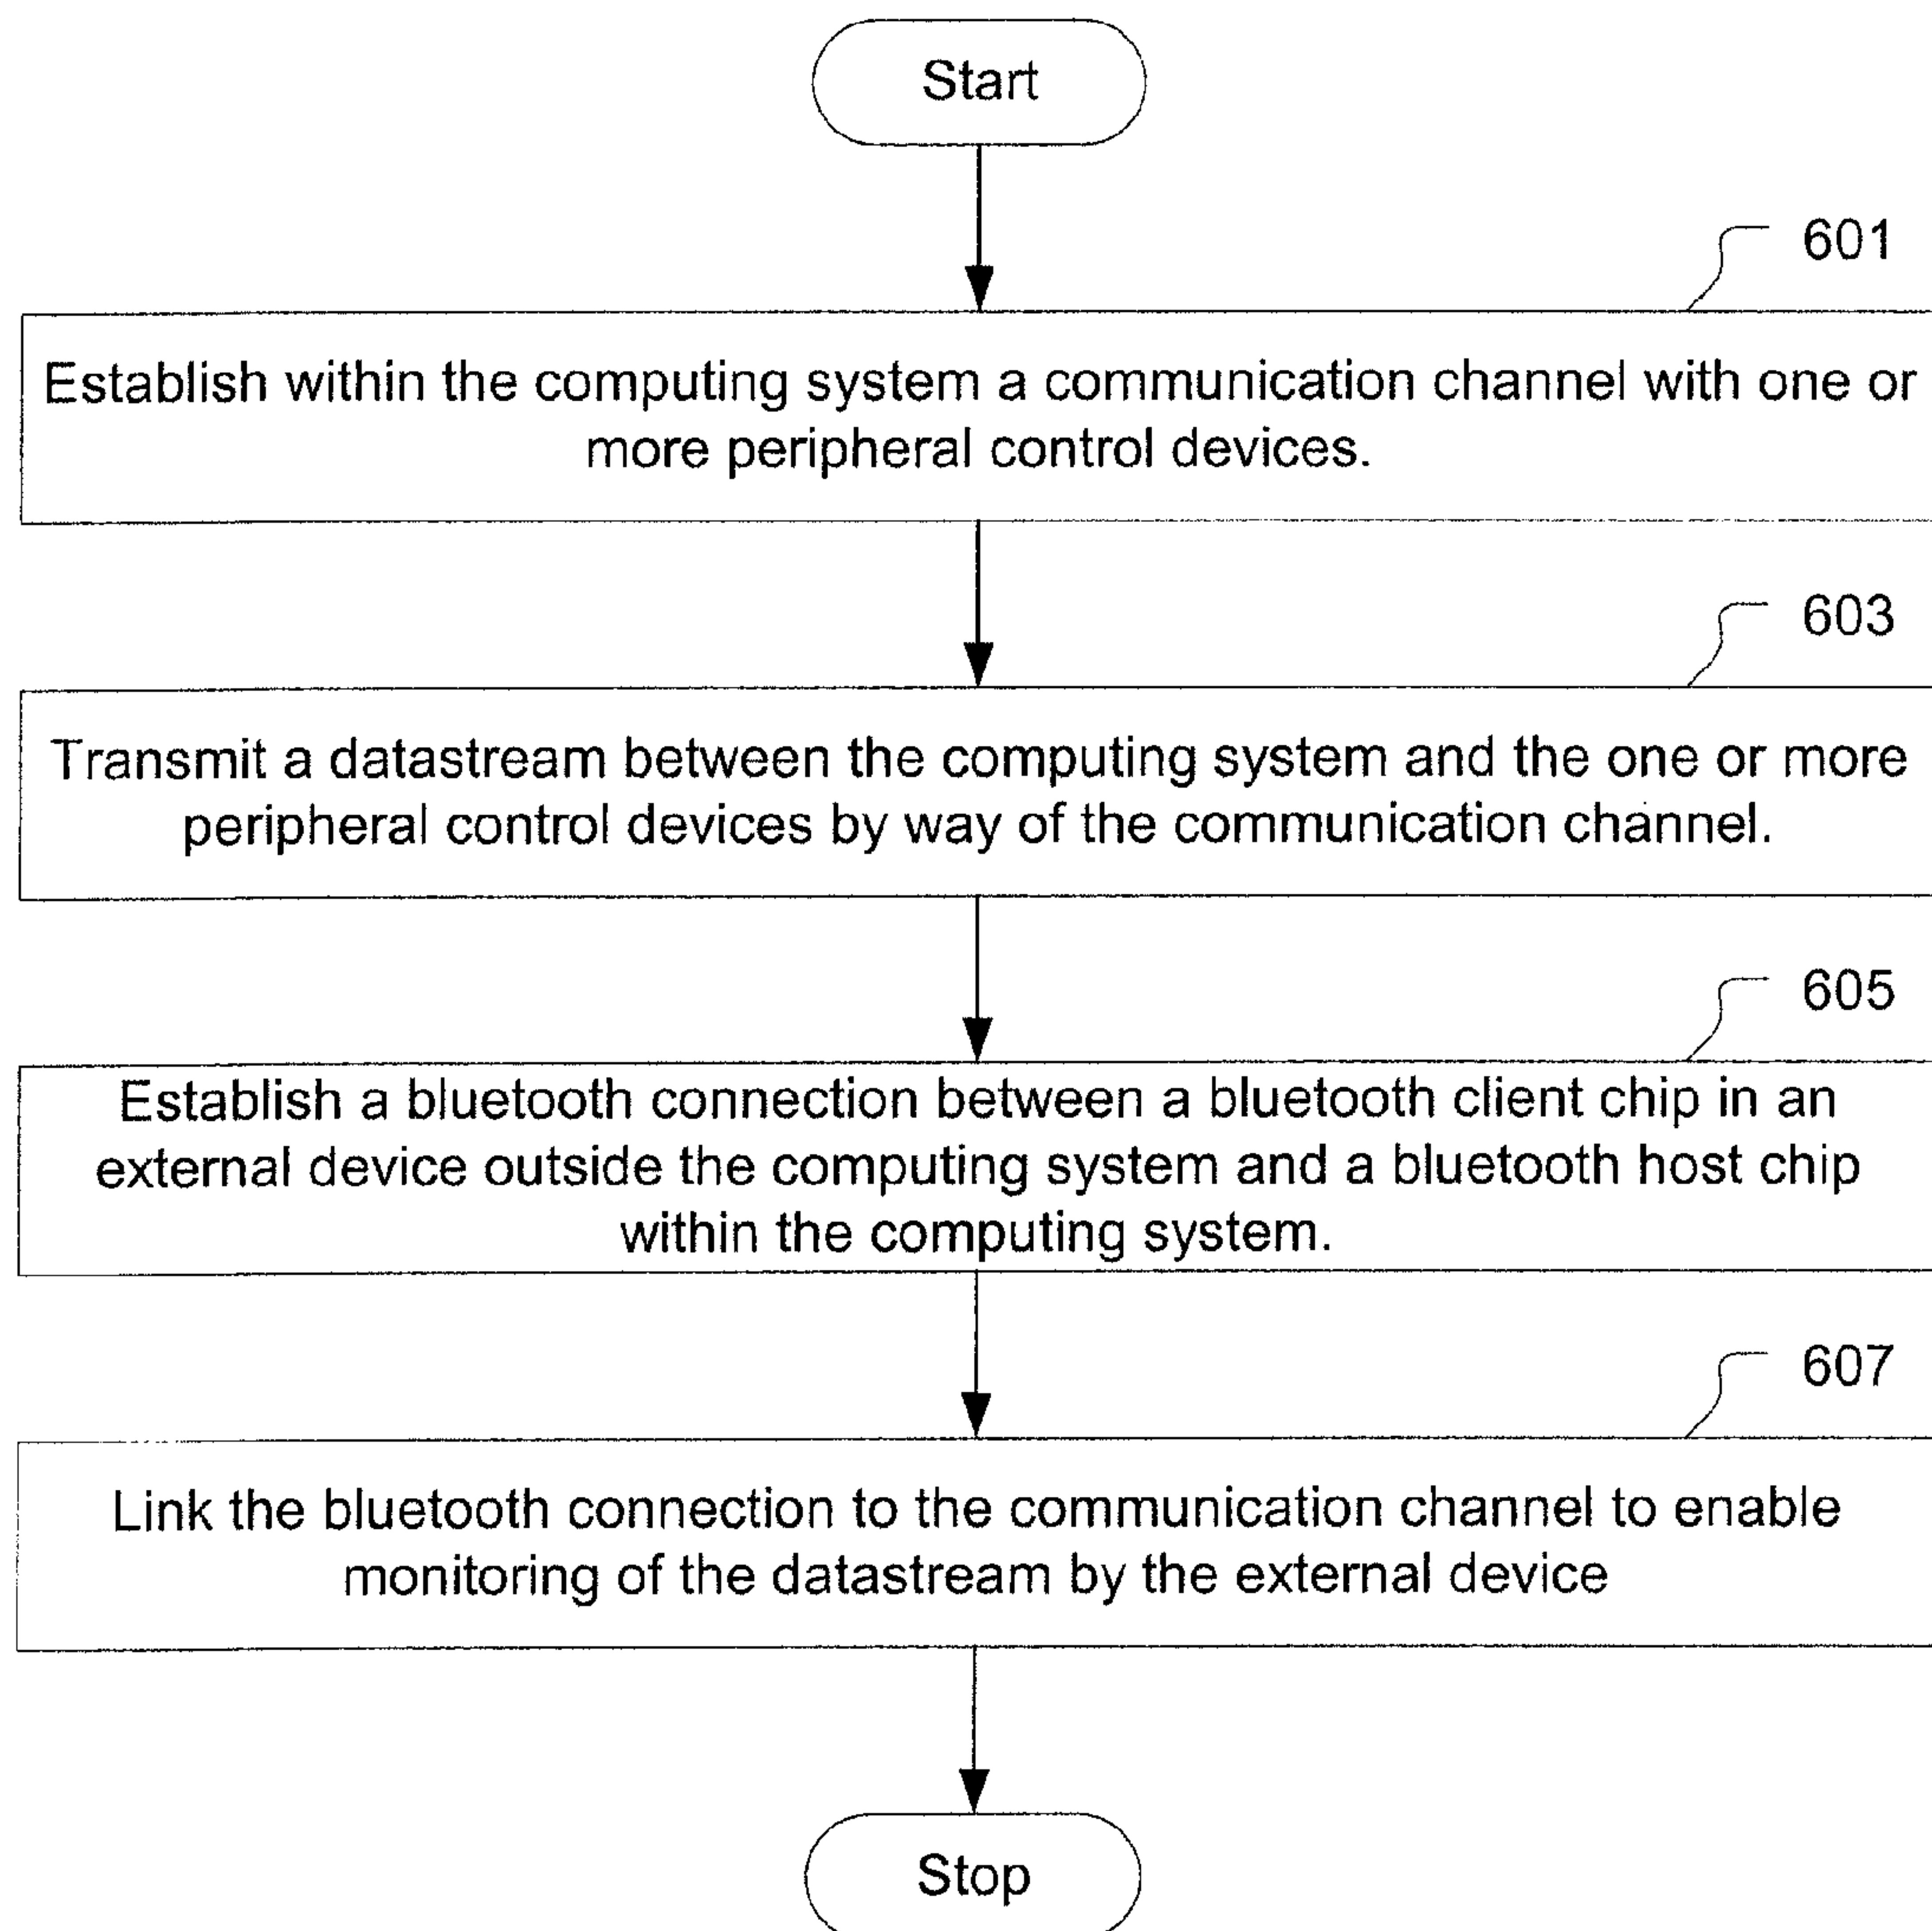 Start
601
Establish within the computing system a communication channel with one or
more peripheral control devices.
603
Transmit a datastream between the computing system and the one or more
peripheral control devices by way of the communication channel.
605
Establish a bluetooth connection between a bluetooth client chip in an
external device outside the computing system and a bluetooth host chip
within the computing system.
607
Link the bluetooth connection to the communication channel to enable
monitoring of the datastream by the external device
Stop